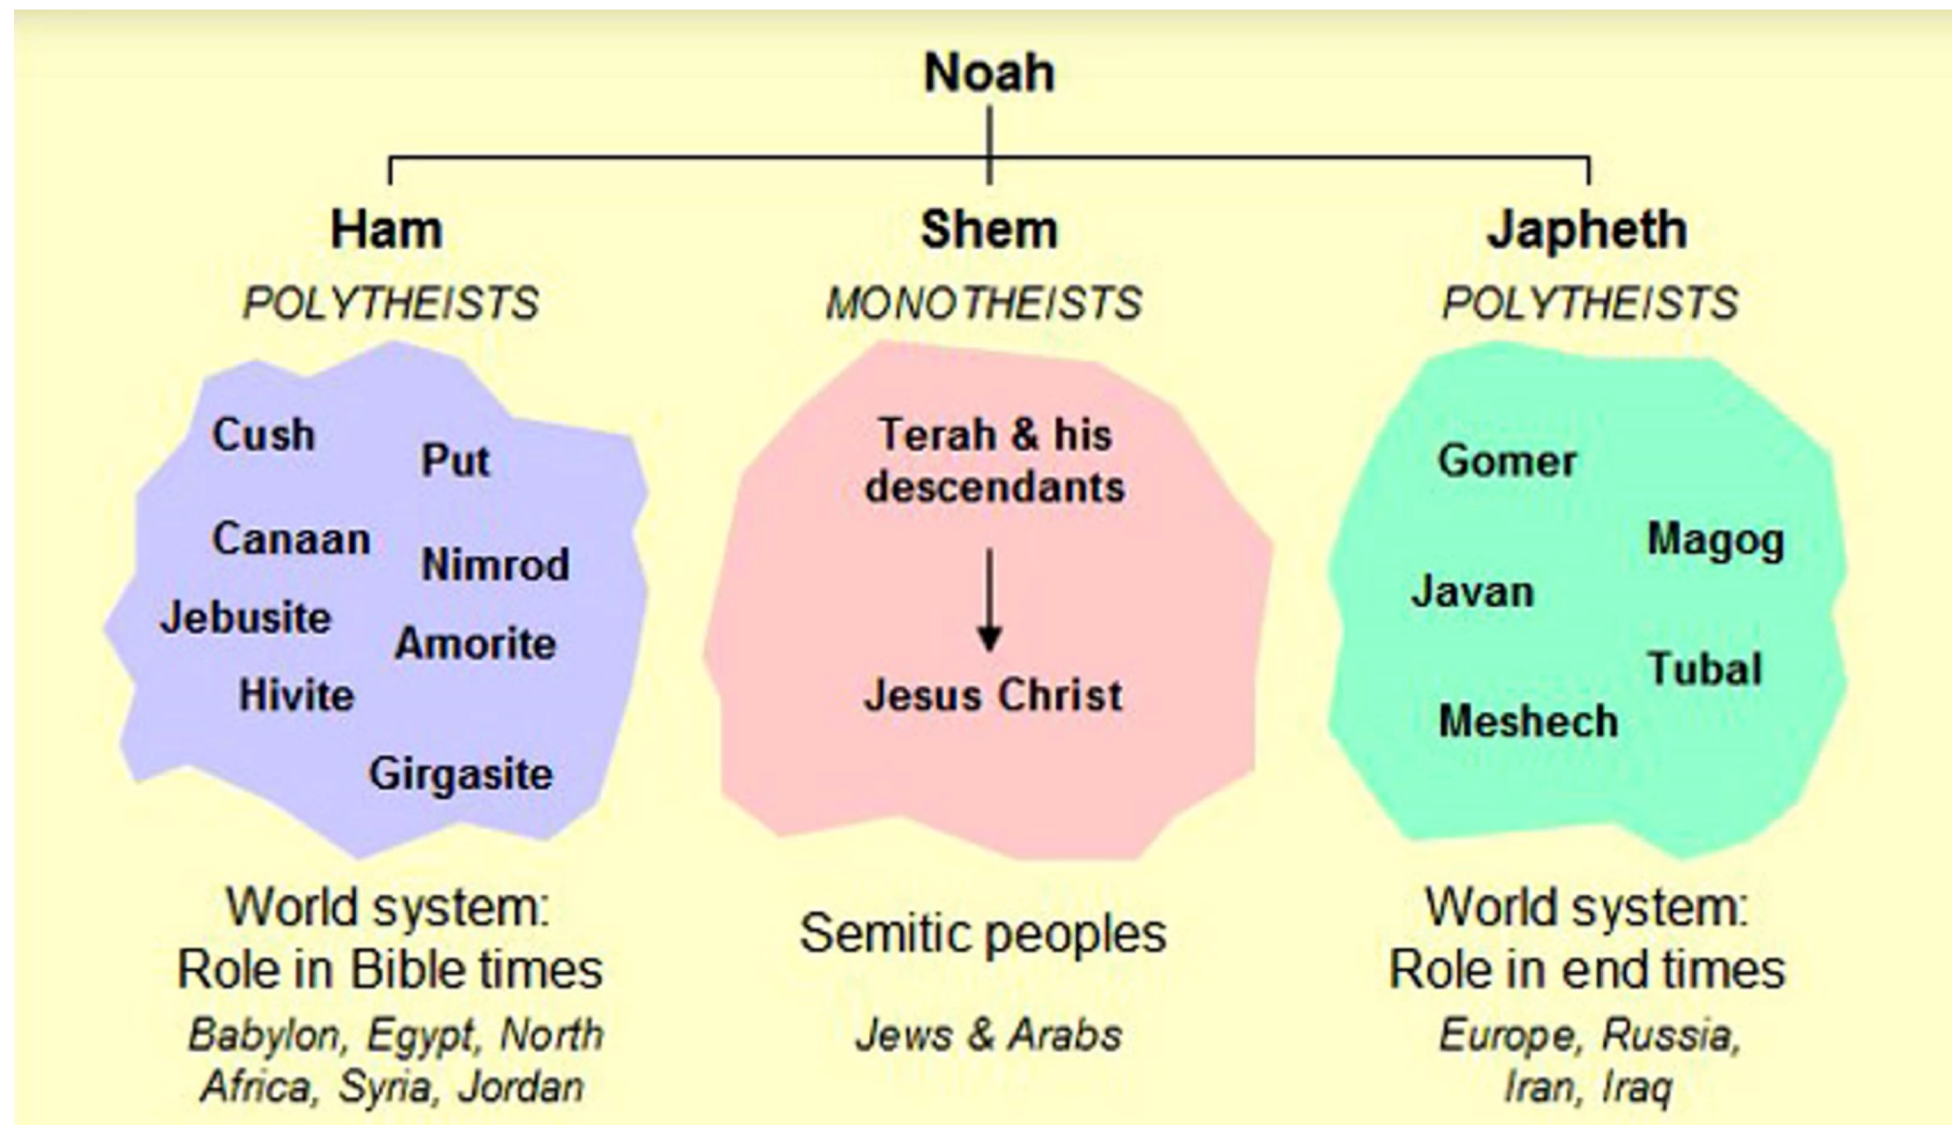 Noah
Ham
Shem
Japheth
POLYTHEISTS
MONOTHEISTS
POLYTHEISTS
Cush
Put
Canaan
Nimrod
Jebusite
Amorite
Hivite
Girgasite
World system:
Role in Bible times
Babylon, Egypt, North
Africa, Syria, Jordan
Terah & his
descendants
Jesus Christ
Semitic peoples
Jews & Arabs
Gomer
Magog
Javan
Tubal
Meshech
World system:
Role in end times
Europe, Russia,
Iran, Iraq